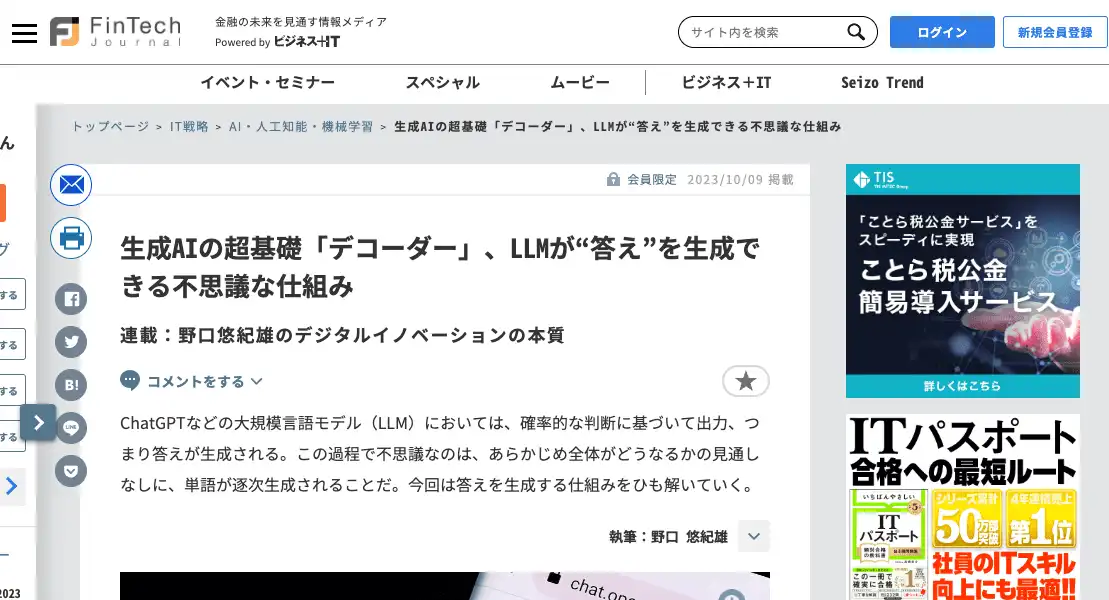 FinTech
Journal
金融の未来を見通す情報メディア
Powered by ビジネス+IT
サイト内を検索
ログイン
新規会員登録
イベント・セミナー
スペシャル
ムービー
ビジネス+IT
Seizo Trend
トップページ > IT戦略 > AI・人工知能・機械学習 > 生成AIの超基礎「デコーダー」、LLMが“答え”を生成できる不思議な仕組み
ん
グ
する
する
する
する
2023
B!
LINE
会員限定 2023/10/09 掲載
生成AIの超基礎「デコーダー」、LLMが“答え”を生成で
きる不思議な仕組み
連載：野口悠紀雄のデジタルイノベーションの本質
コメントをする
ChatGPTなどの大規模言語モデル（LLM）においては、確率的な判断に基づいて出力、つ
まり答えが生成される。この過程で不思議なのは、あらかじめ全体がどうなるかの見通し
なしに、単語が逐次生成されることだ。今回は答えを生成する仕組みをひも解いていく。
執筆：野口 悠紀雄
chat.ope
TIS
「ことら税公金サービス」を
スピーディに実現
ことら税公金
簡易導入サービス
詳しくはこちら
ITパスポート
合格への最短ルート
いちばんやさしい
IT
パスポート
シリーズ累計
50万部
突破
4年連続売上
第1位
この一冊で
確実に合格
社員のITスキル
向上にも最適!!